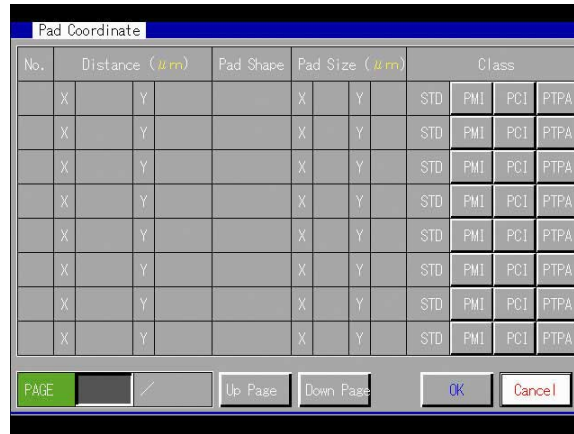 Pad Coordinate
No. Distance (μm) Pad Shape Pad Size (μm) Class
X Y X Y STD PMI PCI PTPA
X Y X Y STD PMI PCI PTPA
X Y X Y STD PMI PCI PTPA
X Y X Y STD PMI PCI PTPA
X Y X Y STD PMI PCI PTPA
X Y X Y STD PMI PCI PTPA
X Y X Y STD PMI PCI PTPA
X Y X Y STD PMI PCI PTPA
PAGE / Up Page Down Page OK Cancel